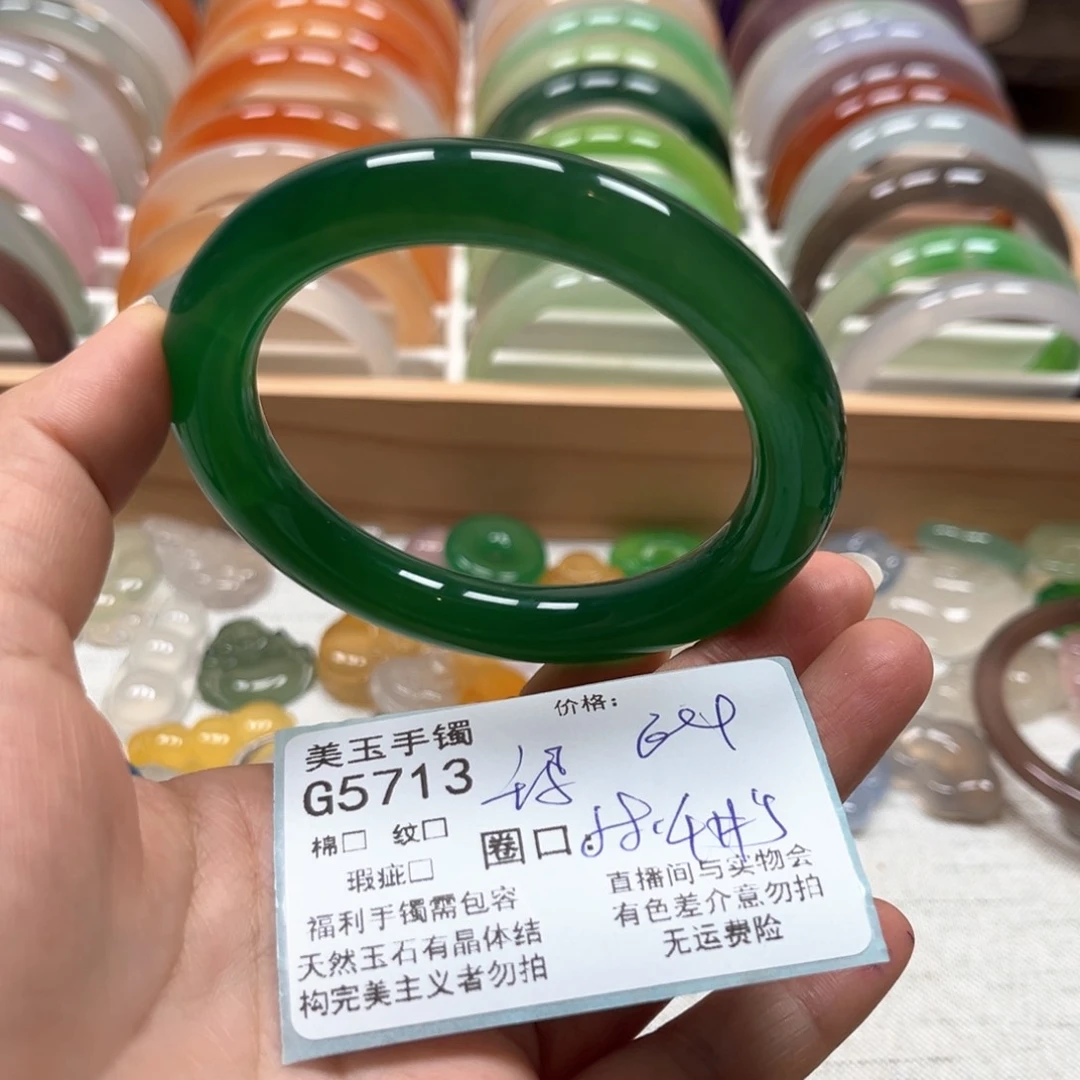 价格：
美玉手镯
G5713
棉□ 纹□
圈口：
瑕疵□
福利手镯需包容
天然玉石有晶体结
构完美主义者勿拍
直播间与实物会
有色差介意勿拍
无运费险